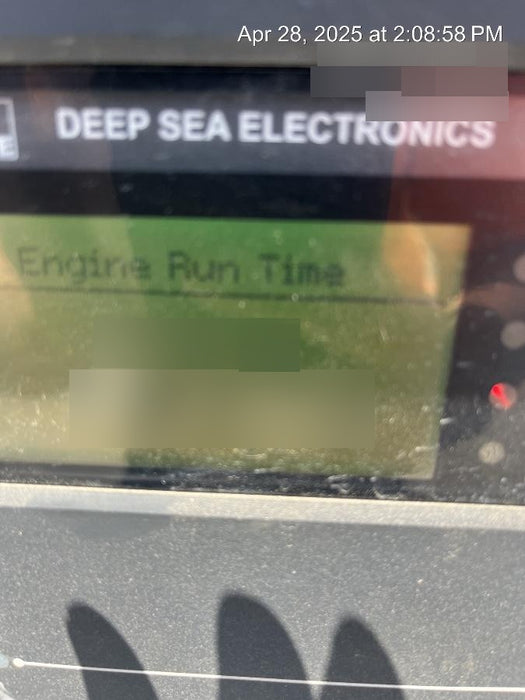 Apr 28, 2025 at 2:08:58 PM
DEEP SEA ELECTRONICS
Engine Run Time